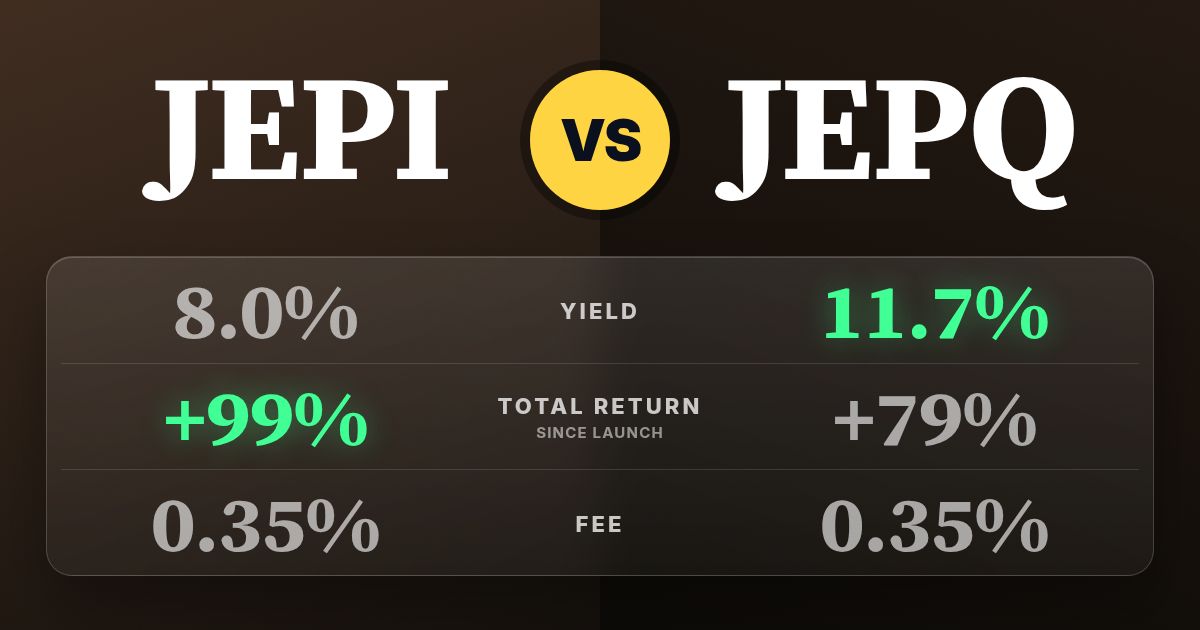 JEPI VS JEPQ
8.0% YIELD 11.7%
+99% TOTAL RETURN +79%
SINCE LAUNCH
0.35% FEE 0.35%